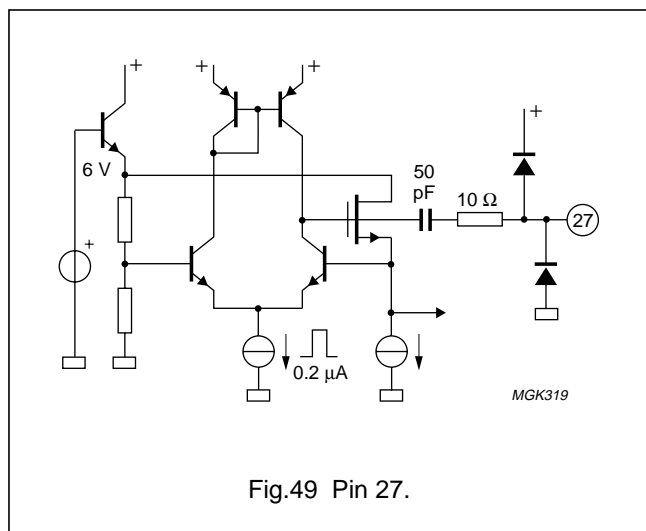 + + +
6 V
50
pF
10 Ω
+
27
+
0.2 μA
MGK319
Fig.49 Pin 27.